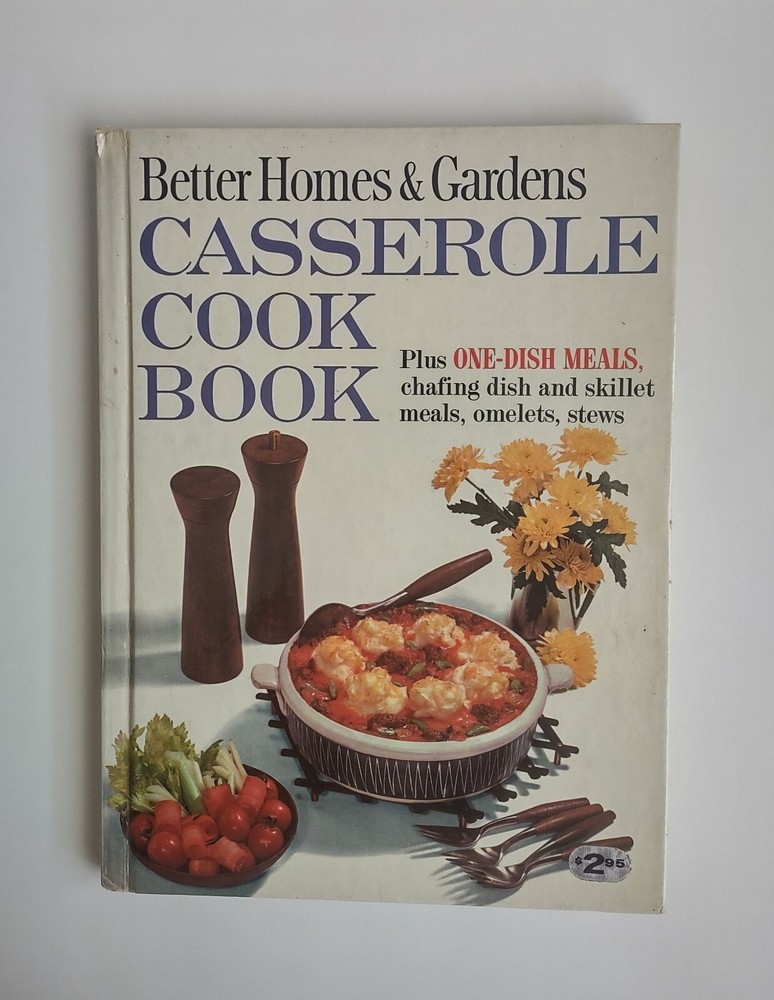 Better Homes & Gardens
CASSEROLE
COOK
BOOK
Plus ONE-DISH MEALS,
chafing dish and skillet
meals, omelets, stews
$2.95